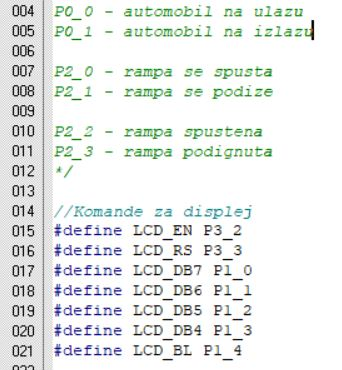 004 P0_0 - automobil na ulazu
005 P0_1 - automobil na izlazu
006
007 P2_0 - rampa se spusta
008 P2_1 - rampa se podize
009
010 P2_2 - rampa spustena
011 P2_3 - rampa podignuta
012 */
013
014 //Komande za displej
015 #define LCD_EN P3_2
016 #define LCD_RS P3_3
017 #define LCD_DB7 P1_0
018 #define LCD_DB6 P1_1
019 #define LCD_DB5 P1_2
020 #define LCD_DB4 P1_3
021 #define LCD_BL P1_4